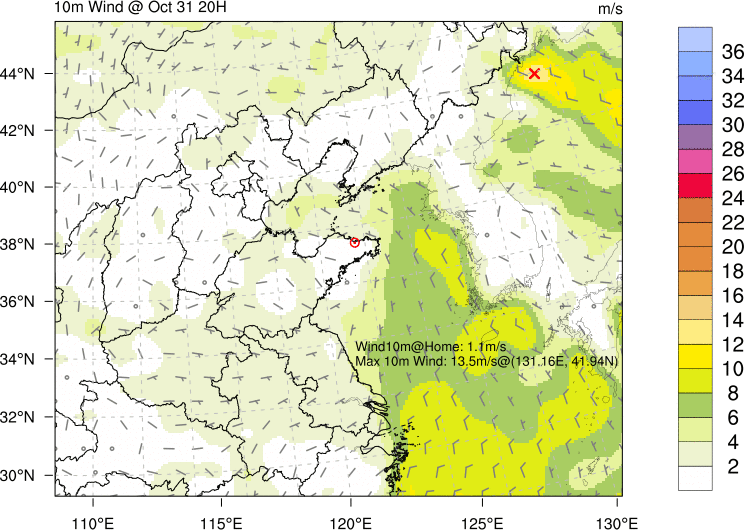 10m Wind @ Oct 31 20H
m/s
44°N
42°N
40°N
38°N
36°N
34°N
32°N
30°N
Wind10m@Home: 1.1m/s
Max 10m Wind: 13.5m/s@(131.16E, 41.94N)
110°E
115°E
120°E
125°E
130°E
36
34
32
30
28
26
24
22
20
18
16
14
12
10
8
6
4
2